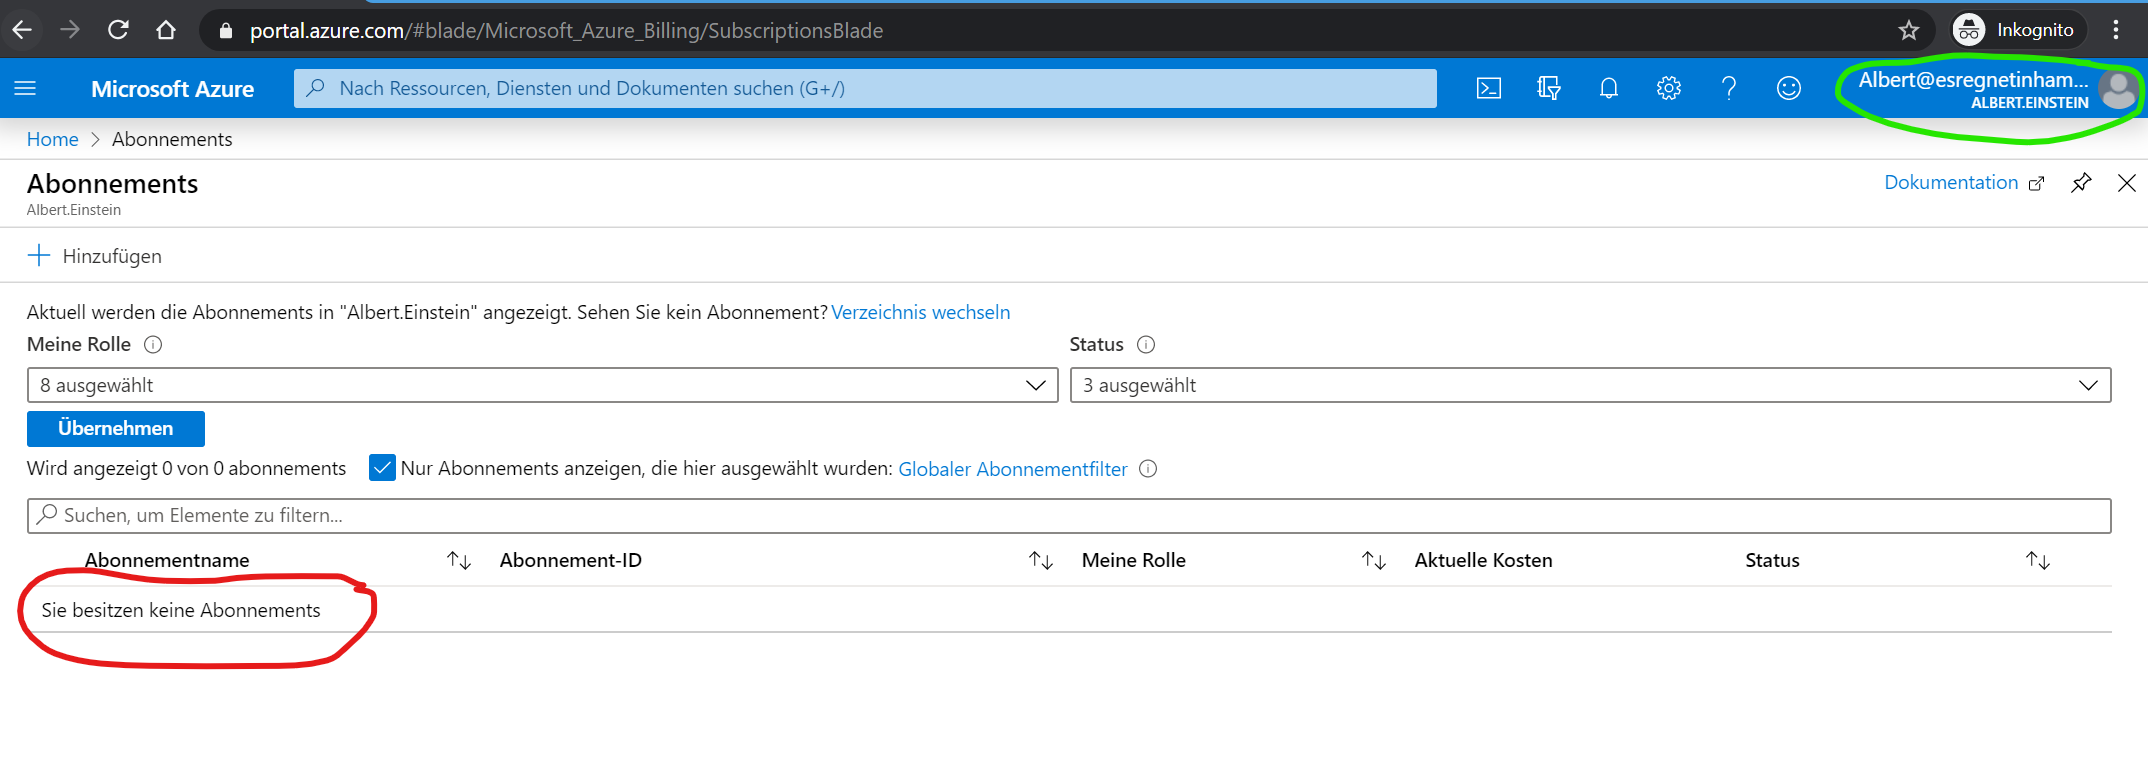 portal.azure.com/#blade/Microsoft_Azure_Billing/SubscriptionsBlade
Inkognito
Microsoft Azure
Nach Ressourcen, Diensten und Dokumenten suchen (G+/)
Albert@esregnetinham...
ALBERT.EINSTEIN
Home > Abonnements
Abonnements
Albert.Einstein
Dokumentation
Hinzufügen
Aktuell werden die Abonnements in "Albert.Einstein" angezeigt. Sehen Sie kein Abonnement? Verzeichnis wechseln
Meine Rolle
Status
8 ausgewählt
3 ausgewählt
Übernehmen
Wird angezeigt 0 von 0 abonnements
Nur Abonnements anzeigen, die hier ausgewählt wurden: Globaler Abonnementfilter
Suchen, um Elemente zu filtern...
Abonnementname Abonnement-ID Meine Rolle Aktuelle Kosten Status
Sie besitzen keine Abonnements